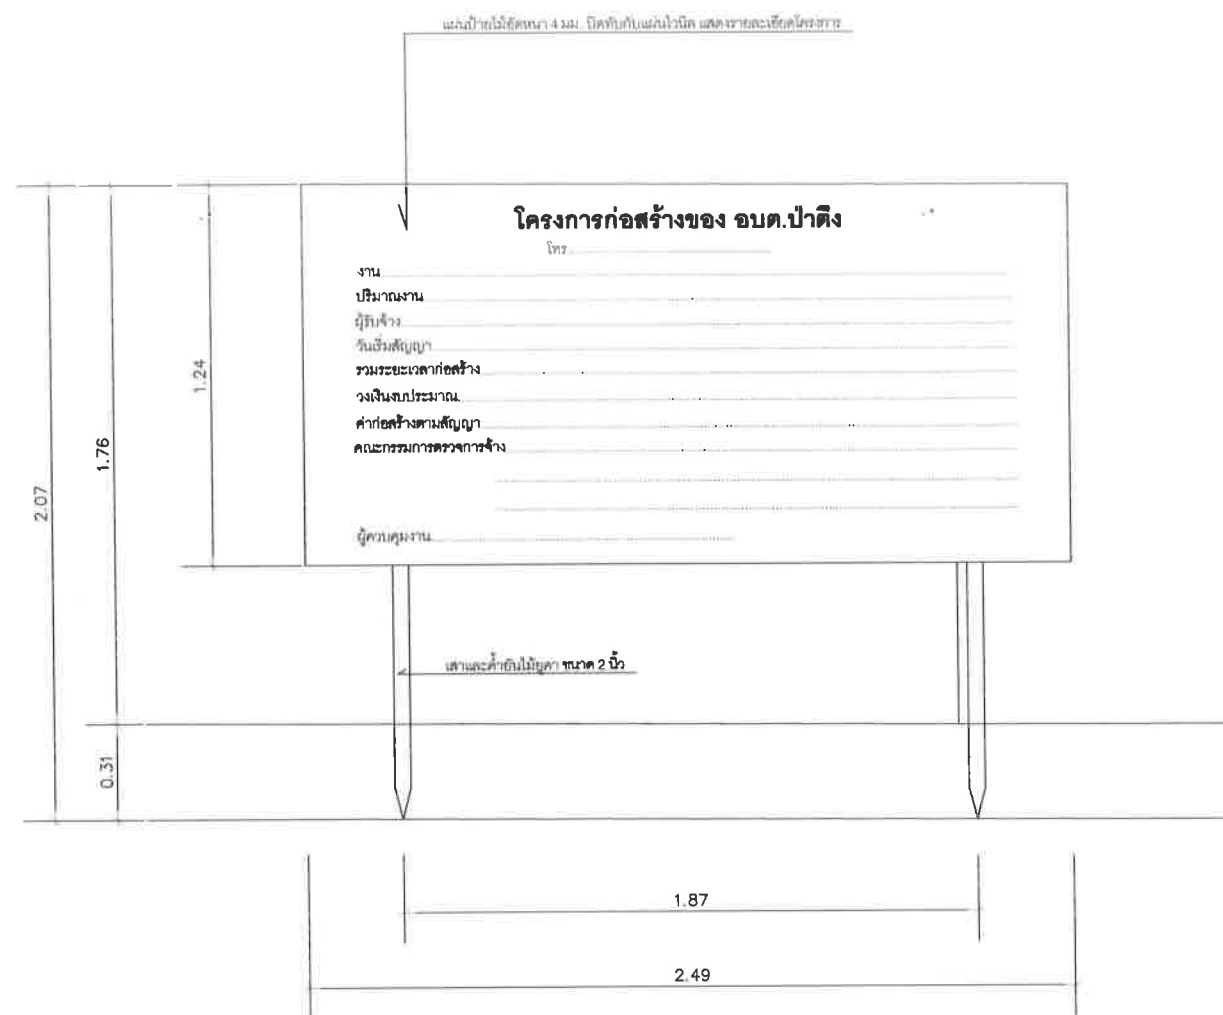 แผ่นป้ายไม้อัดหนา 4 มม. ปิดทับกับแผ่นไวนิล แสดงรายละเอียดโครงการ
โครงการก่อสร้างของ อบต.ป่าตึง
โทร
งาน
ปริมาณงาน
ผู้รับจ้าง
วันเริ่มสัญญา
รวมระยะเวลาก่อสร้าง
วงเงินงบประมาณ
ค่าก่อสร้างตามสัญญา
คณะกรรมการตรวจการจ้าง
ผู้ควบคุมงาน
เสาและค้ำยันไม้ยูคา ขนาด 2 นิ้ว
1.24
1.76
2.07
0.31
1.87
2.49